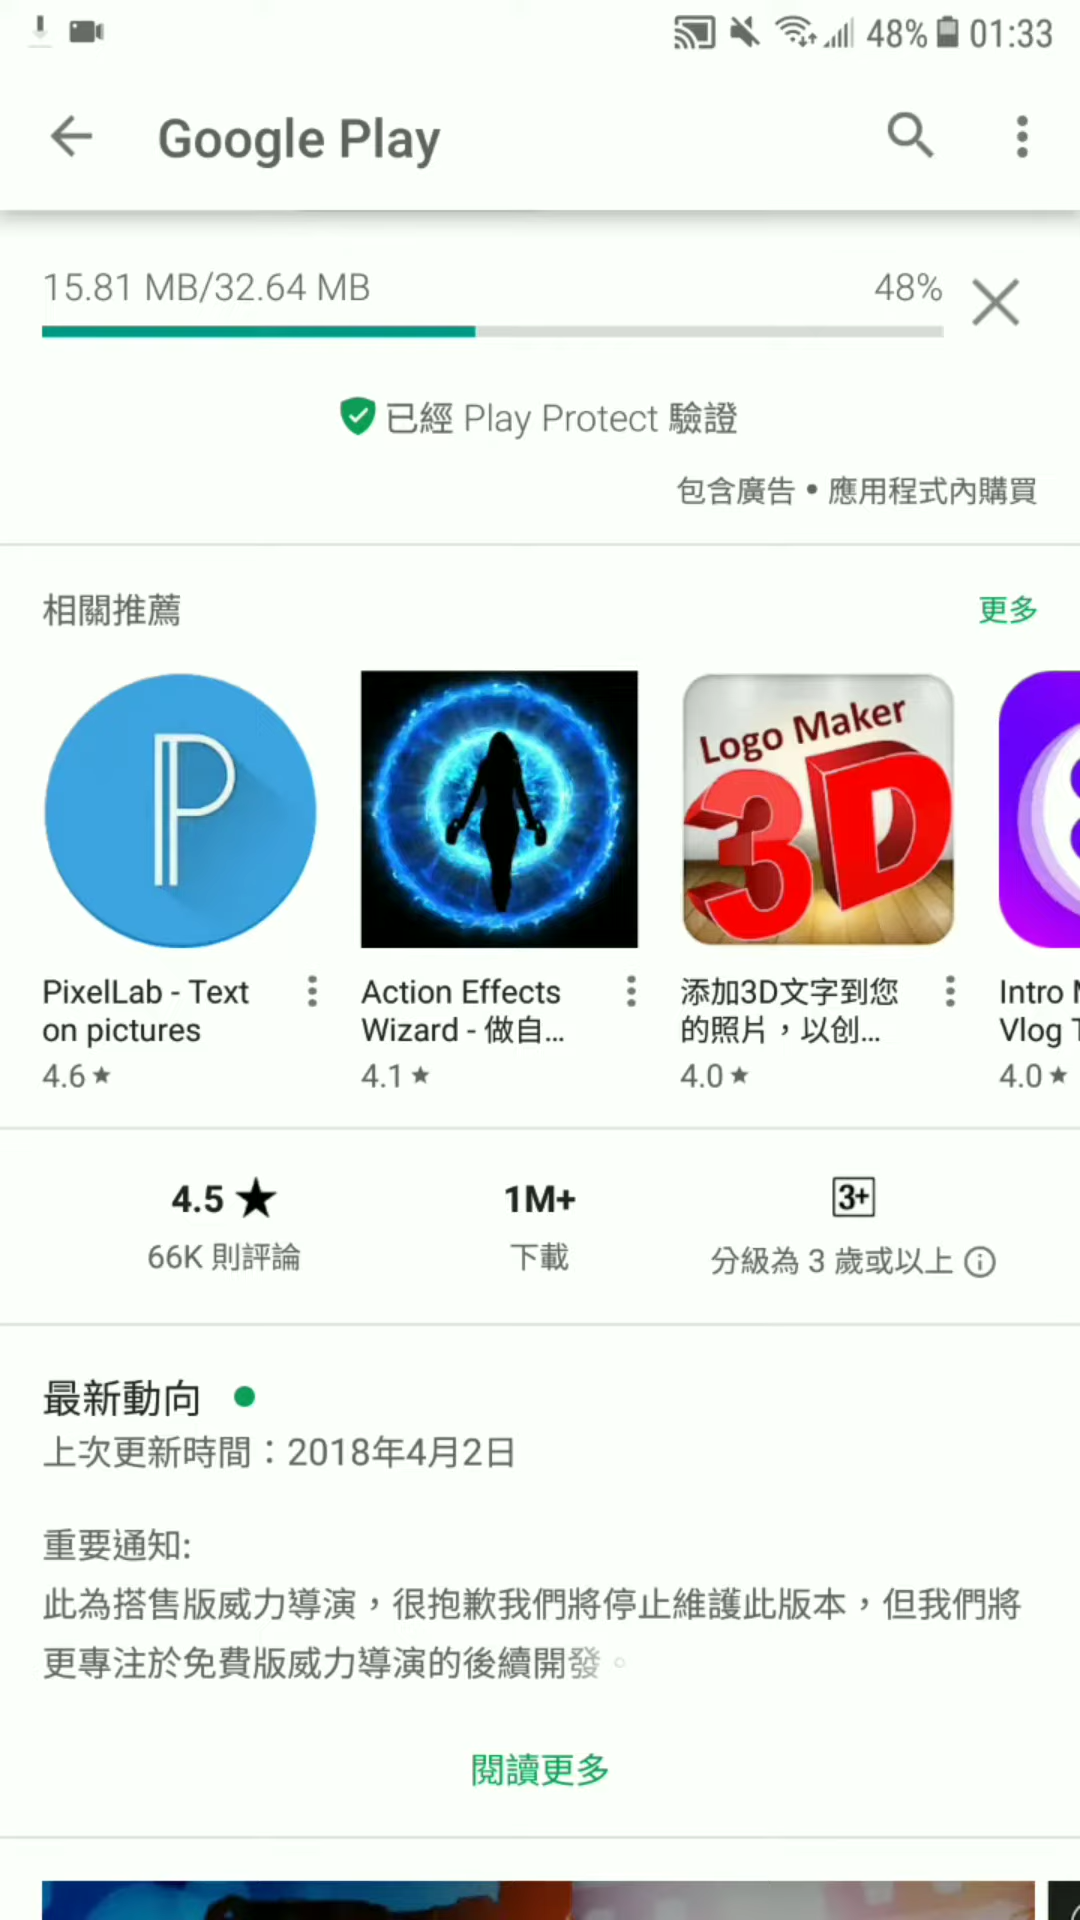 48% 01:33
Google Play
15.81 MB/32.64 MB 48%
已經 Play Protect 驗證
包含廣告 • 應用程式內購買
相關推薦 更多
P
Logo Maker
3D
PixelLab - Text
on pictures
4.6 ★
Action Effects
Wizard - 做自...
4.1 ★
添加3D文字到您
的照片，以创...
4.0 ★
Intro
Vlog
4.0 ★
4.5 ★
66K 則評論
1M+
下載
3+
分級為 3 歲或以上
最新動向
上次更新時間：2018年4月2日
重要通知:
此為搭售版威力導演，很抱歉我們將停止維護此版本，但我們將
更專注於免費版威力導演的後續開發。
閱讀更多